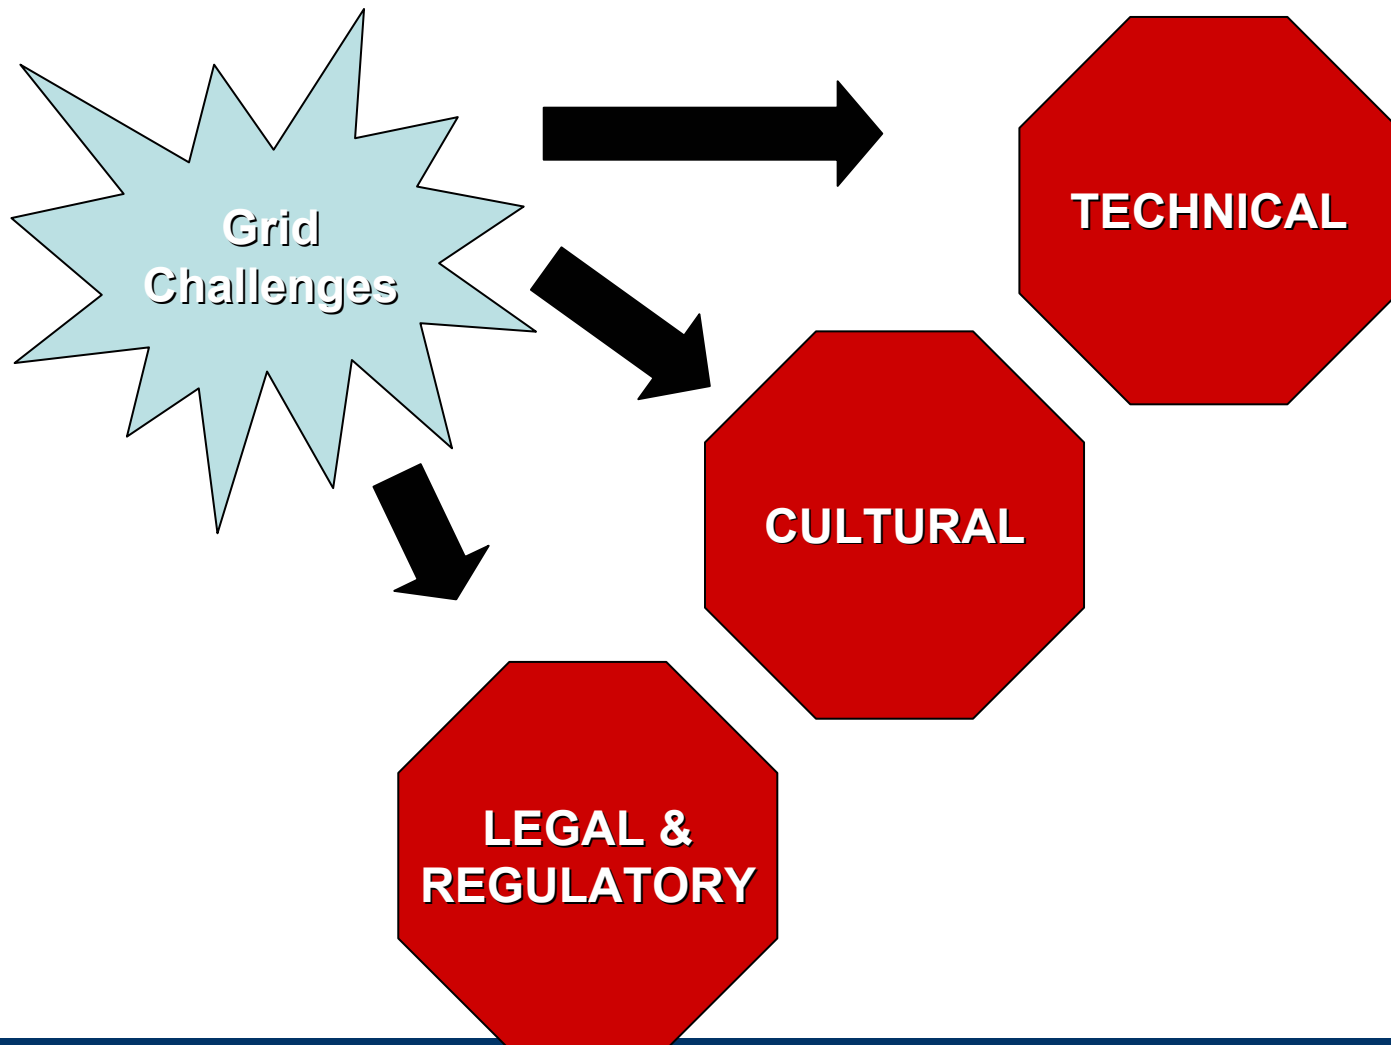 Grid
Challenges
TECHNICAL
CULTURAL
LEGAL &
REGULATORY